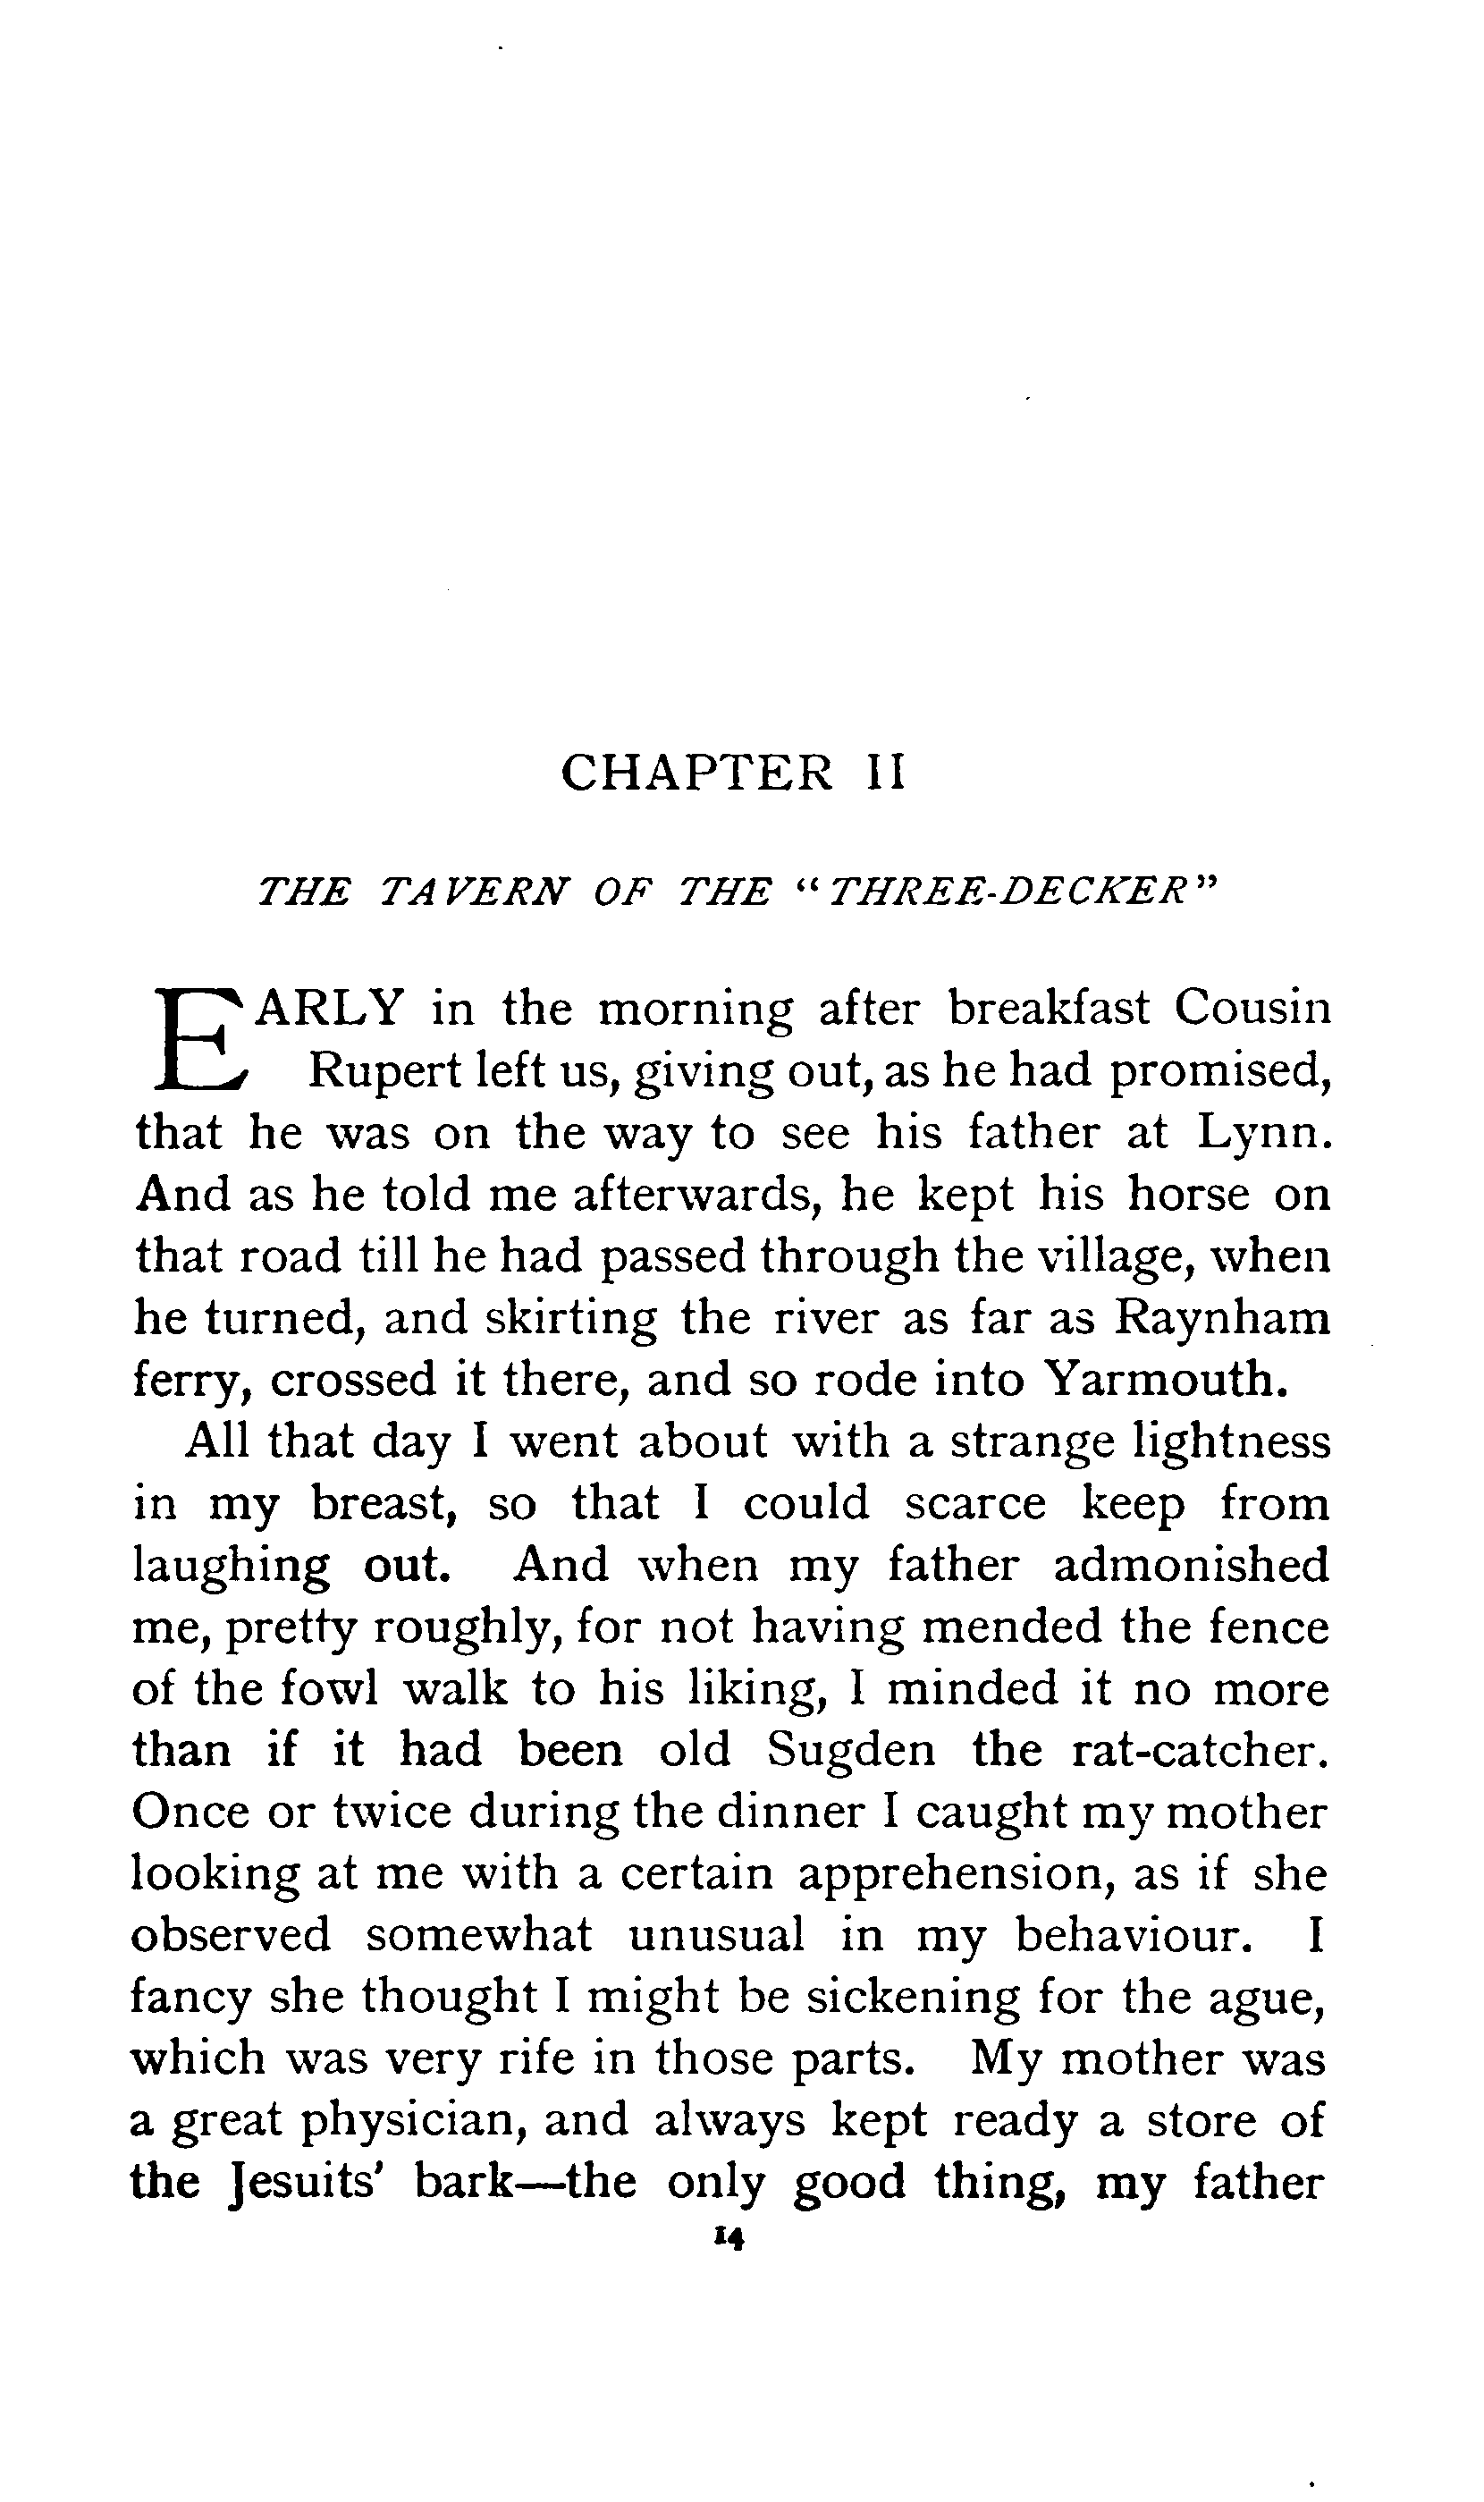 CHAPTER II
THE TAVERN OF THE "THREE-DECKER"
EARLY in the morning after breakfast Cousin
Rupert left us, giving out, as he had promised,
that he was on the way to see his father at Lynn.
And as he told me afterwards, he kept his horse on
that road till he had passed through the village, when
he turned, and skirting the river as far as Raynham
ferry, crossed it there, and so rode into Yarmouth.
All that day I went about with a strange lightness
in my breast, so that I could scarce keep from
laughing out. And when my father admonished
me, pretty roughly, for not having mended the fence
of the fowl walk to his liking, I minded it no more
than if it had been old Sugden the rat-catcher.
Once or twice during the dinner I caught my mother
looking at me with a certain apprehension, as if she
observed somewhat unusual in my behaviour. I
fancy she thought I might be sickening for the ague,
which was very rife in those parts. My mother was
a great physician, and always kept ready a store of
the Jesuits' bark—the only good thing, my father
14